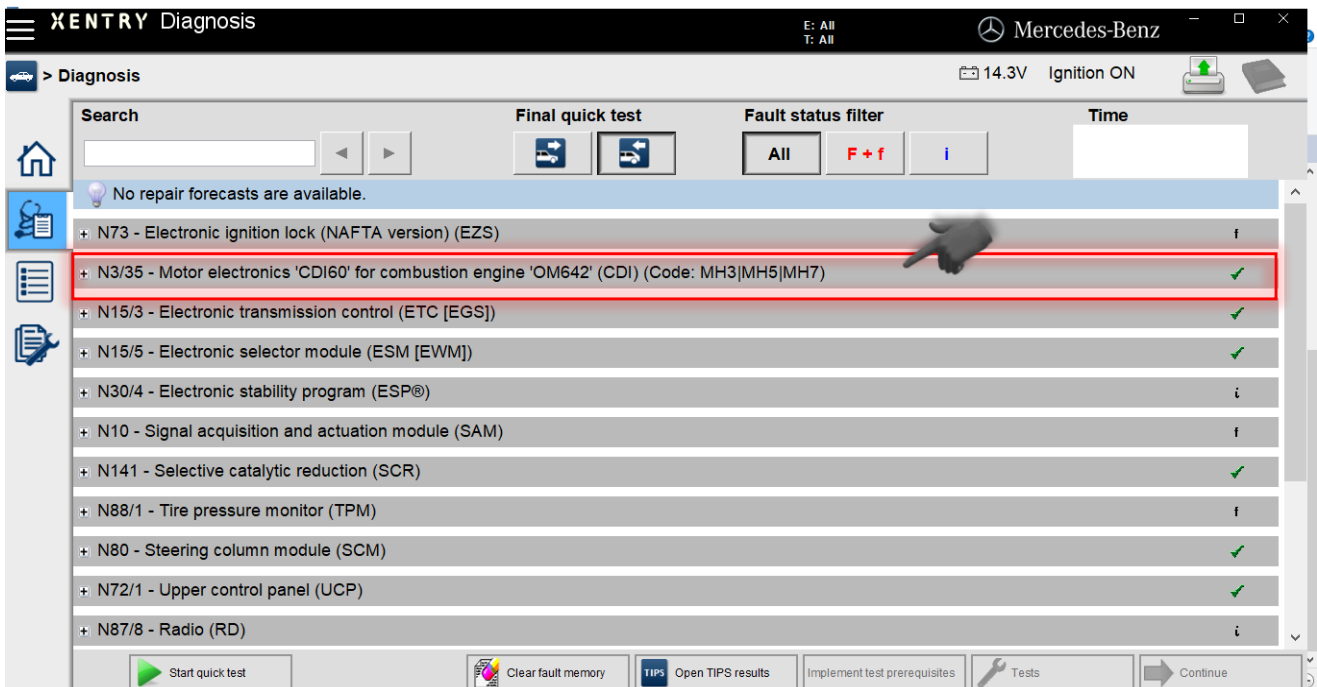 XENTRY Diagnosis
E: All
T: All
Mercedes-Benz
> Diagnosis
14.3V Ignition ON
Search
Final quick test
Fault status filter
Time
All
F + f
i
No repair forecasts are available.
N73 - Electronic ignition lock (NAFTA version) (EZS) f
N3/35 - Motor electronics 'CDI60' for combustion engine 'OM642' (CDI) (Code: MH3|MH5|MH7) ✓
N15/3 - Electronic transmission control (ETC [EGS]) ✓
N15/5 - Electronic selector module (ESM [EWM]) ✓
N30/4 - Electronic stability program (ESP®) i
N10 - Signal acquisition and actuation module (SAM) f
N141 - Selective catalytic reduction (SCR) ✓
N88/1 - Tire pressure monitor (TPM) f
N80 - Steering column module (SCM) ✓
N72/1 - Upper control panel (UCP) ✓
N87/8 - Radio (RD) i
Start quick test
Clear fault memory
TIPS Open TIPS results
Implement test prerequisites
Tests
Continue